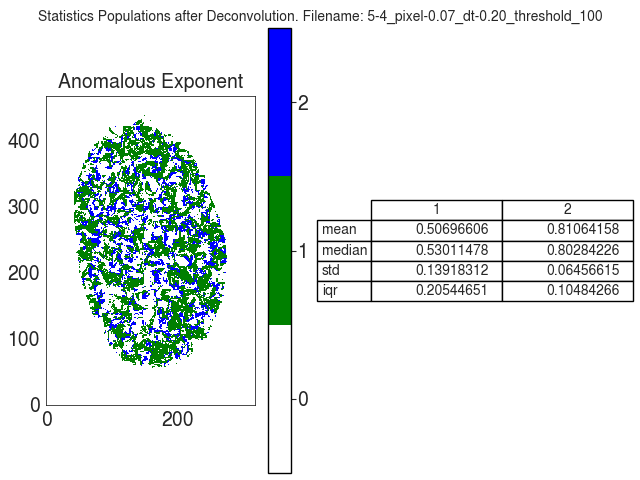 Statistics Populations after Deconvolution. Filename: 5-4_pixel-0.07_dt-0.20_threshold_100
Anomalous Exponent
400
300
200
100
0
0 200
2
1
0
1 2
mean 0.50696606 0.81064158
median 0.53011478 0.80284226
std 0.13918312 0.06456615
iqr 0.20544651 0.10484266